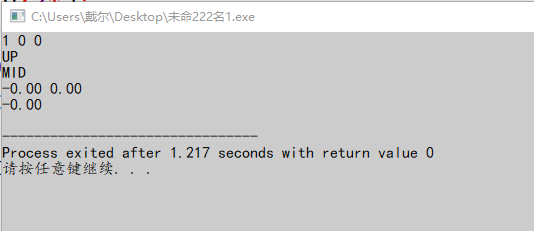 C:\Users\戴尔\Desktop\未命222名1.exe
1 0 0
UP
MID
-0.00 0.00
-0.00
--------------------------------
Process exited after 1.217 seconds with return value 0
请按任意键继续. . .